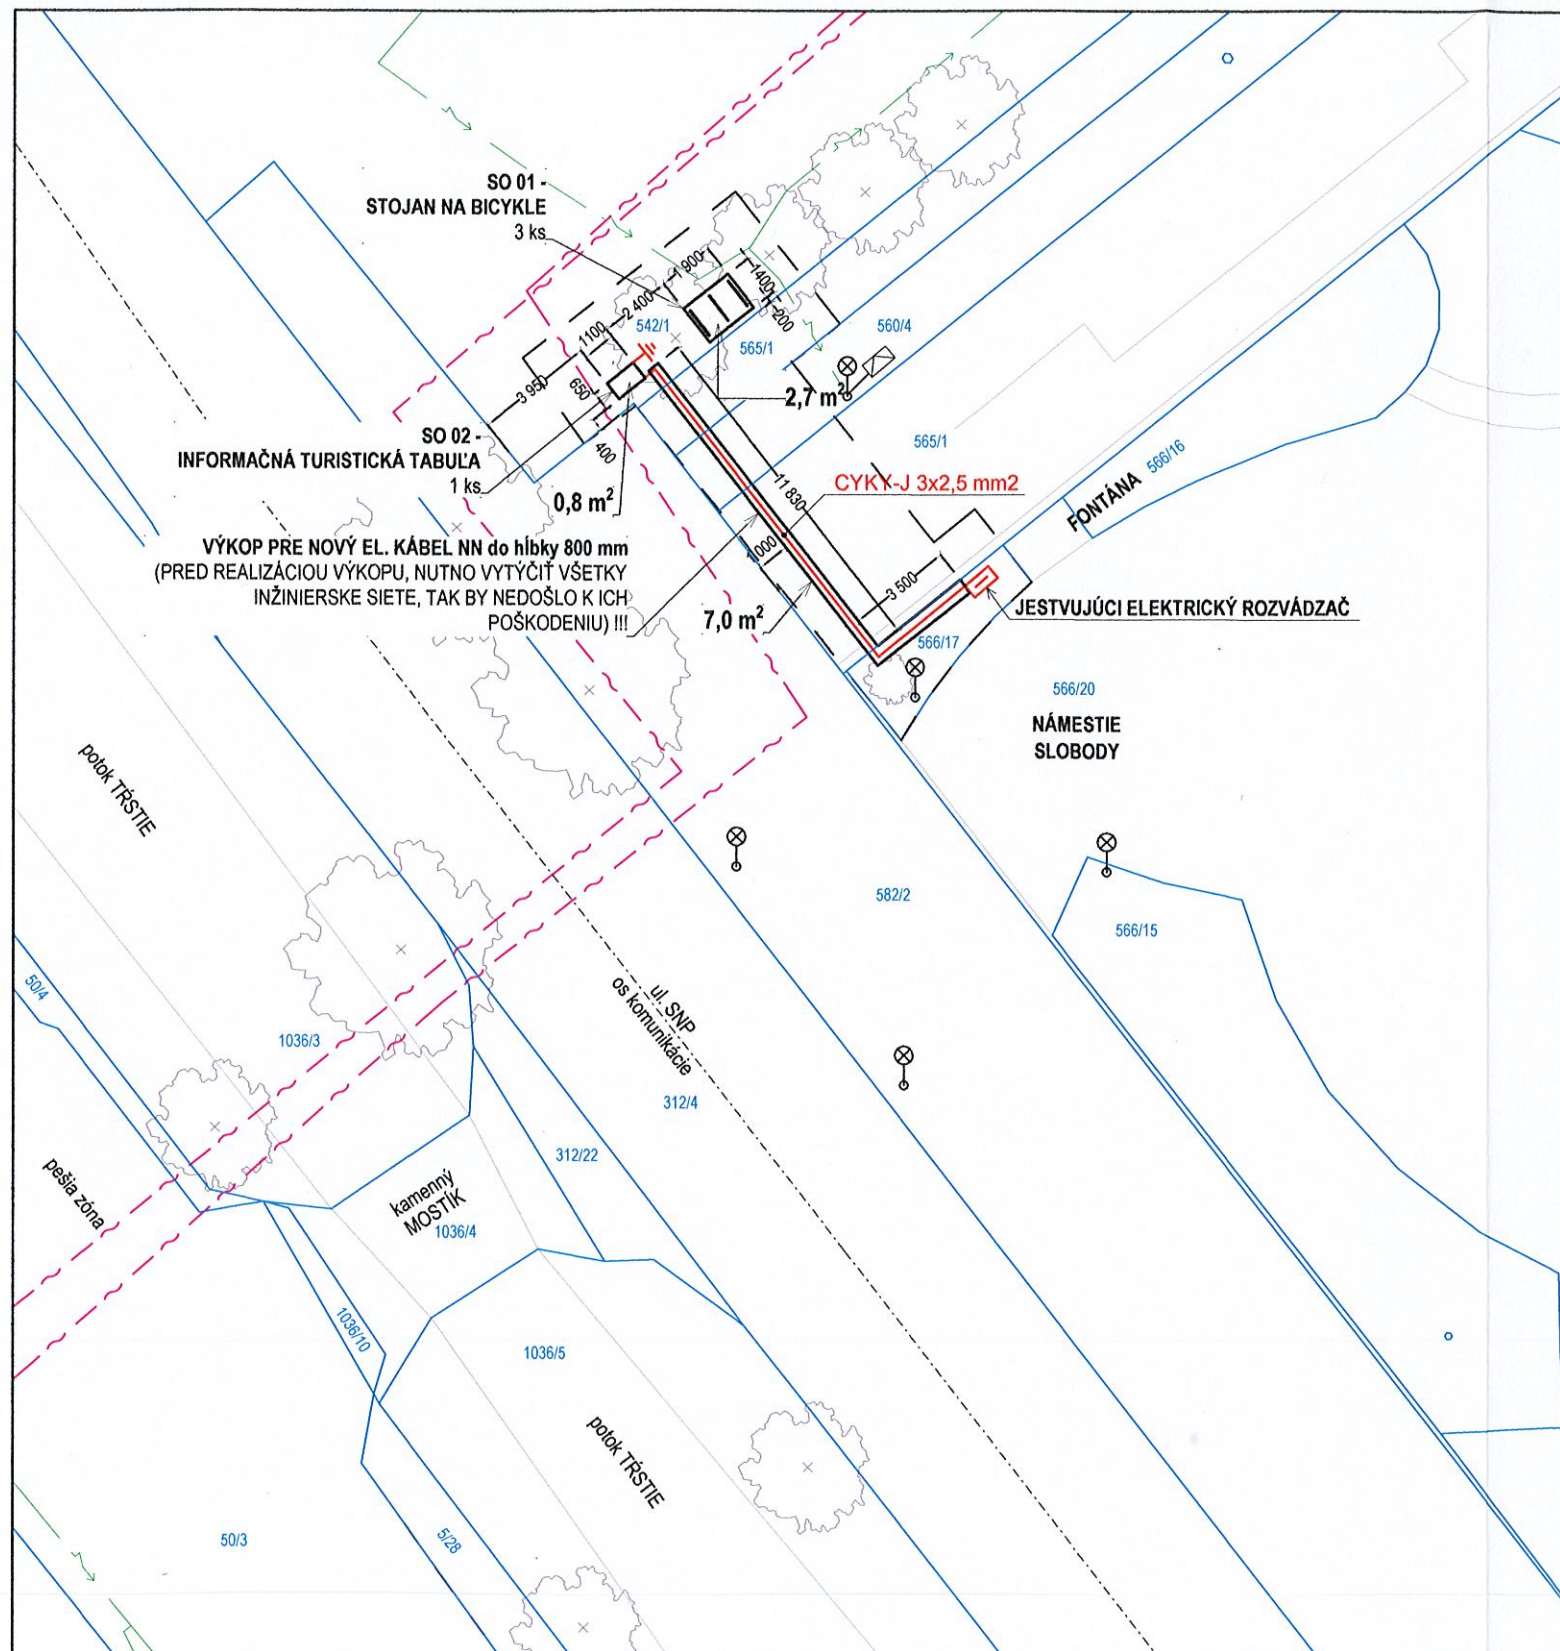 SO 01 -
STOJAN NA BICYKLE
3 ks
1 900
1400
200
2 400
542/1
1100
565/1
560/4
3 950
650
2,7 m²
SO 02 -
INFORMAČNÁ TURISTICKÁ TABUĽA
1 ks
400
0,8 m²
565/1
566/16
FONTÁNA
11 830
CYKY-J 3x2,5 mm2
VÝKOP PRE NOVÝ EL. KÁBEL NN do hĺbky 800 mm
(PRED REALIZÁCIOU VÝKOPU, NUTNO VYTÝČIŤ VŠETKY
INŽINIERSKE SIETE, TAK BY NEDOŠLO K ICH
POŠKODENIU) !!!
1 000
3 500
7,0 m²
JESTVUJÚCI ELEKTRICKÝ ROZVÁDZAČ
566/17
566/20
NÁMESTIE
SLOBODY
potok TŔSTIE
582/2
566/15
50/4
1036/3
ul. SNP
os komunikácie
312/4
312/22
pešia zóna
kamenný
MOSTÍK
1036/4
1036/10
1036/5
potok TŔSTIE
50/3
5/28